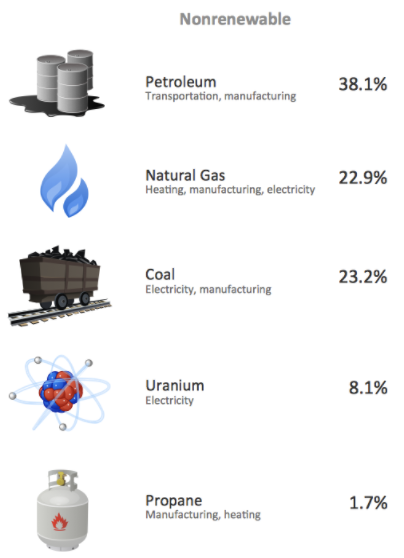 Nonrenewable
Petroleum
Transportation, manufacturing
38.1%
Natural Gas
Heating, manufacturing, electricity
22.9%
Coal
Electricity, manufacturing
23.2%
Uranium
Electricity
8.1%
Propane
Manufacturing, heating
1.7%